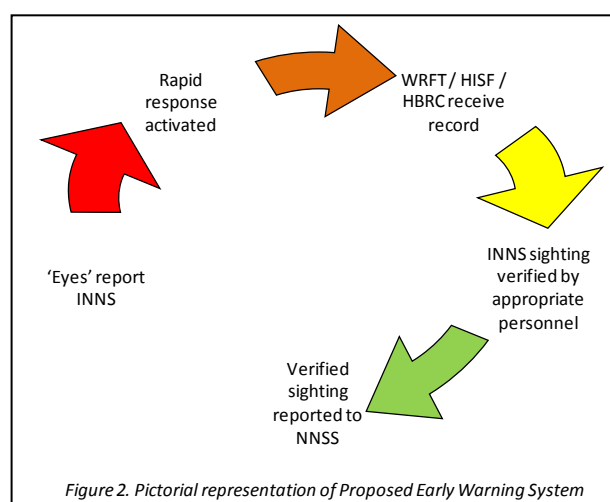 Rapid
response
activated
WRFT / HISF /
HBRC receive
record
INNS sighting
verified by
appropriate
personnel
Verified
sighting
reported to
NNSS
‘Eyes’ report
INNS
Figure 2. Pictorial representation of Proposed Early Warning System